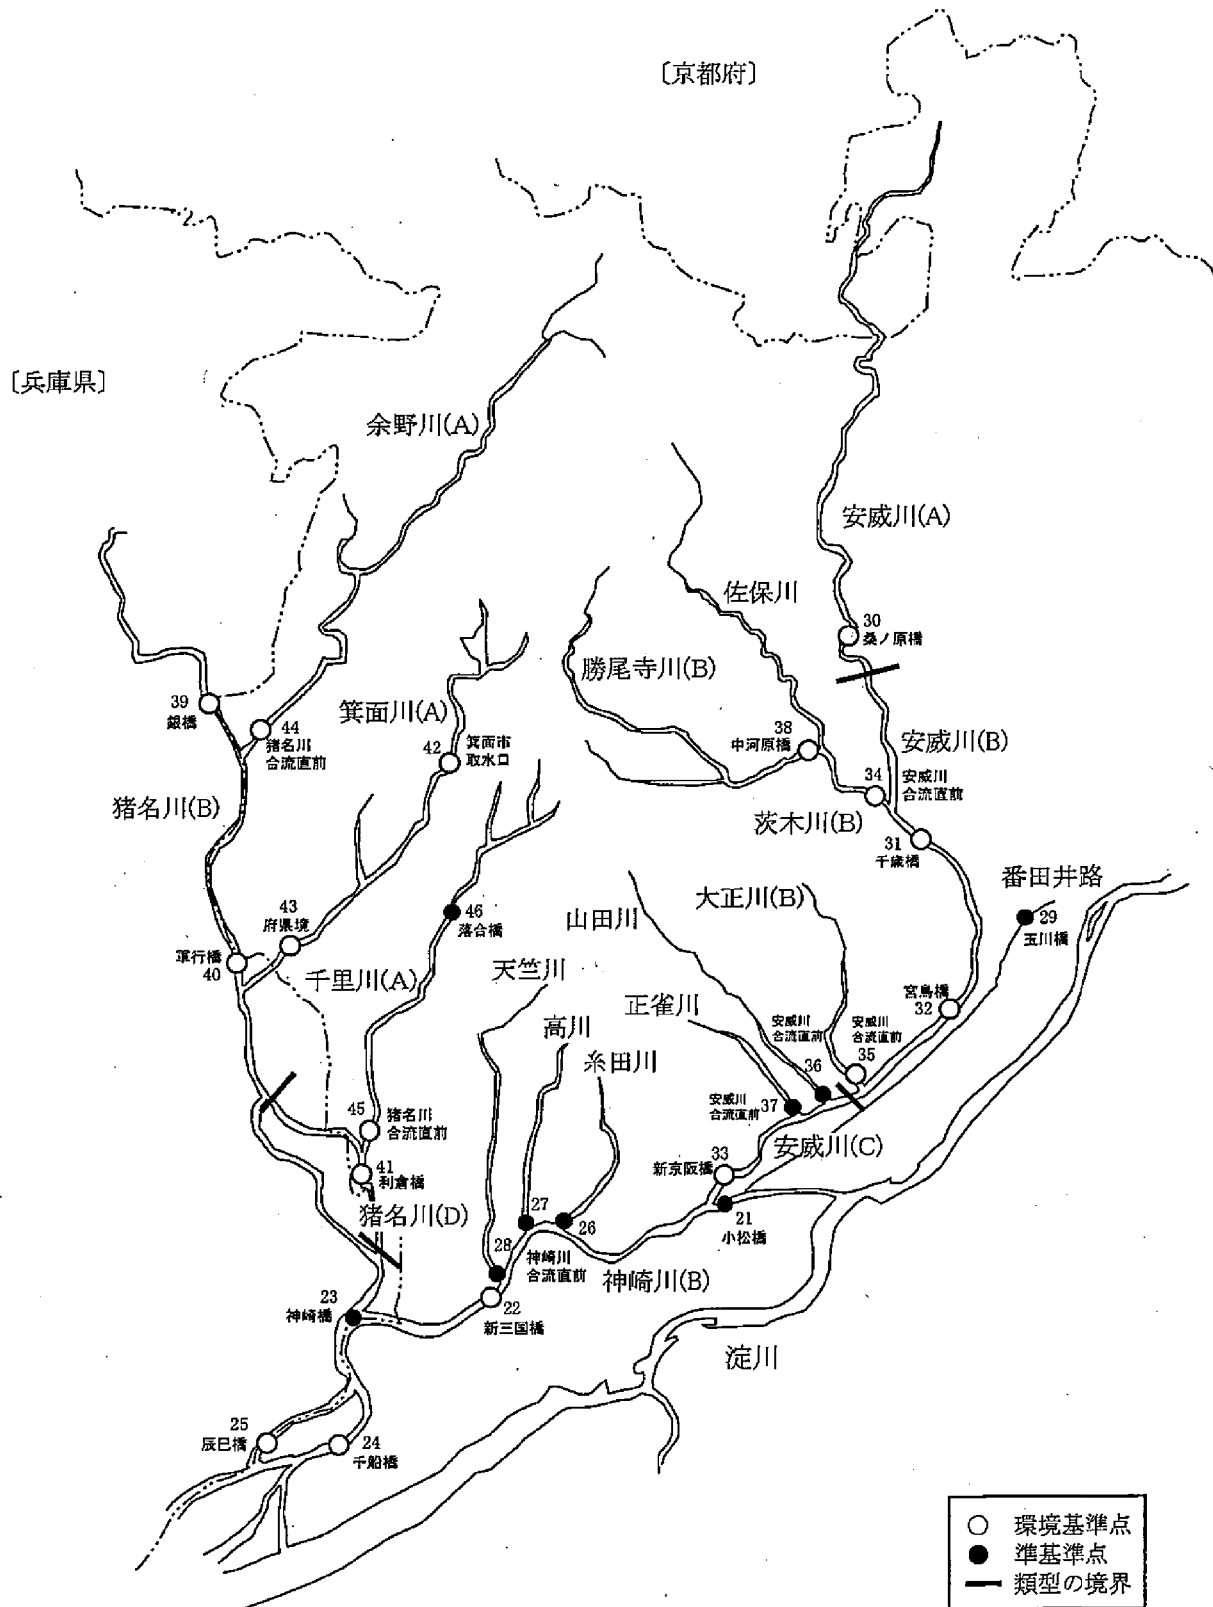 〔京都府〕
〔兵庫県〕
余野川(A)
安威川(A)
佐保川
30
桑ノ原橋
勝尾寺川(B)
39
銀橋
44
猪名川
合流直前
箕面川(A)
42
箕面市
取水口
38
中河原橋
安威川(B)
34
安威川
合流直前
猪名川(B)
茨木川(B)
31
千歳橋
番田井路
29
玉川橋
大正川(B)
山田川
43
府県境
46
落合橋
軍行橋
40
千里川(A)
天竺川
宮鳥橋
32
正雀川
安威川
合流直前
36
安威川
合流直前
35
高川
糸田川
安威川
合流直前
37
45
猪名川
合流直前
安威川(C)
41
利倉橋
33
新京阪橋
猪名川(D)
27
26
21
小松橋
28
神崎川
合流直前
神崎川(B)
23
神崎橋
22
新三国橋
淀川
25
辰巳橋
24
千船橋
環境基準点
準基準点
類型の境界